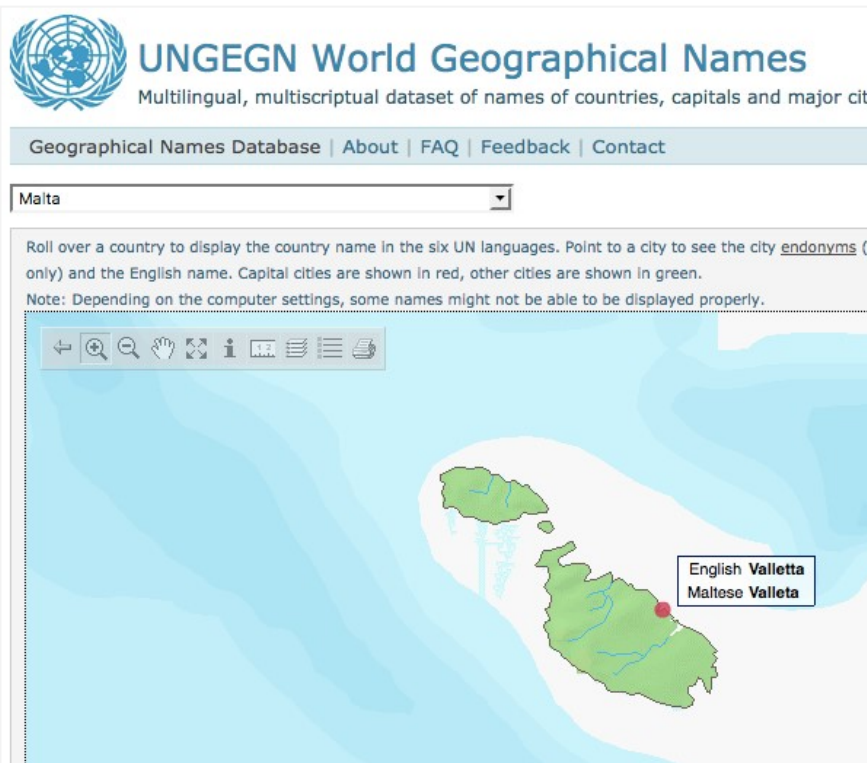 UNGEGN World Geographical Names
Multilingual, multiscriptual dataset of names of countries, capitals and major
Geographical Names Database | About | FAQ | Feedback | Contact
Malta
Roll over a country to display the country name in the six UN languages. Point to a city to see the city endonyms (
only) and the English name. Capital cities are shown in red, other cities are shown in green.
Note: Depending on the computer settings, some names might not be able to be displayed properly.
English Valletta
Maltese Valleta